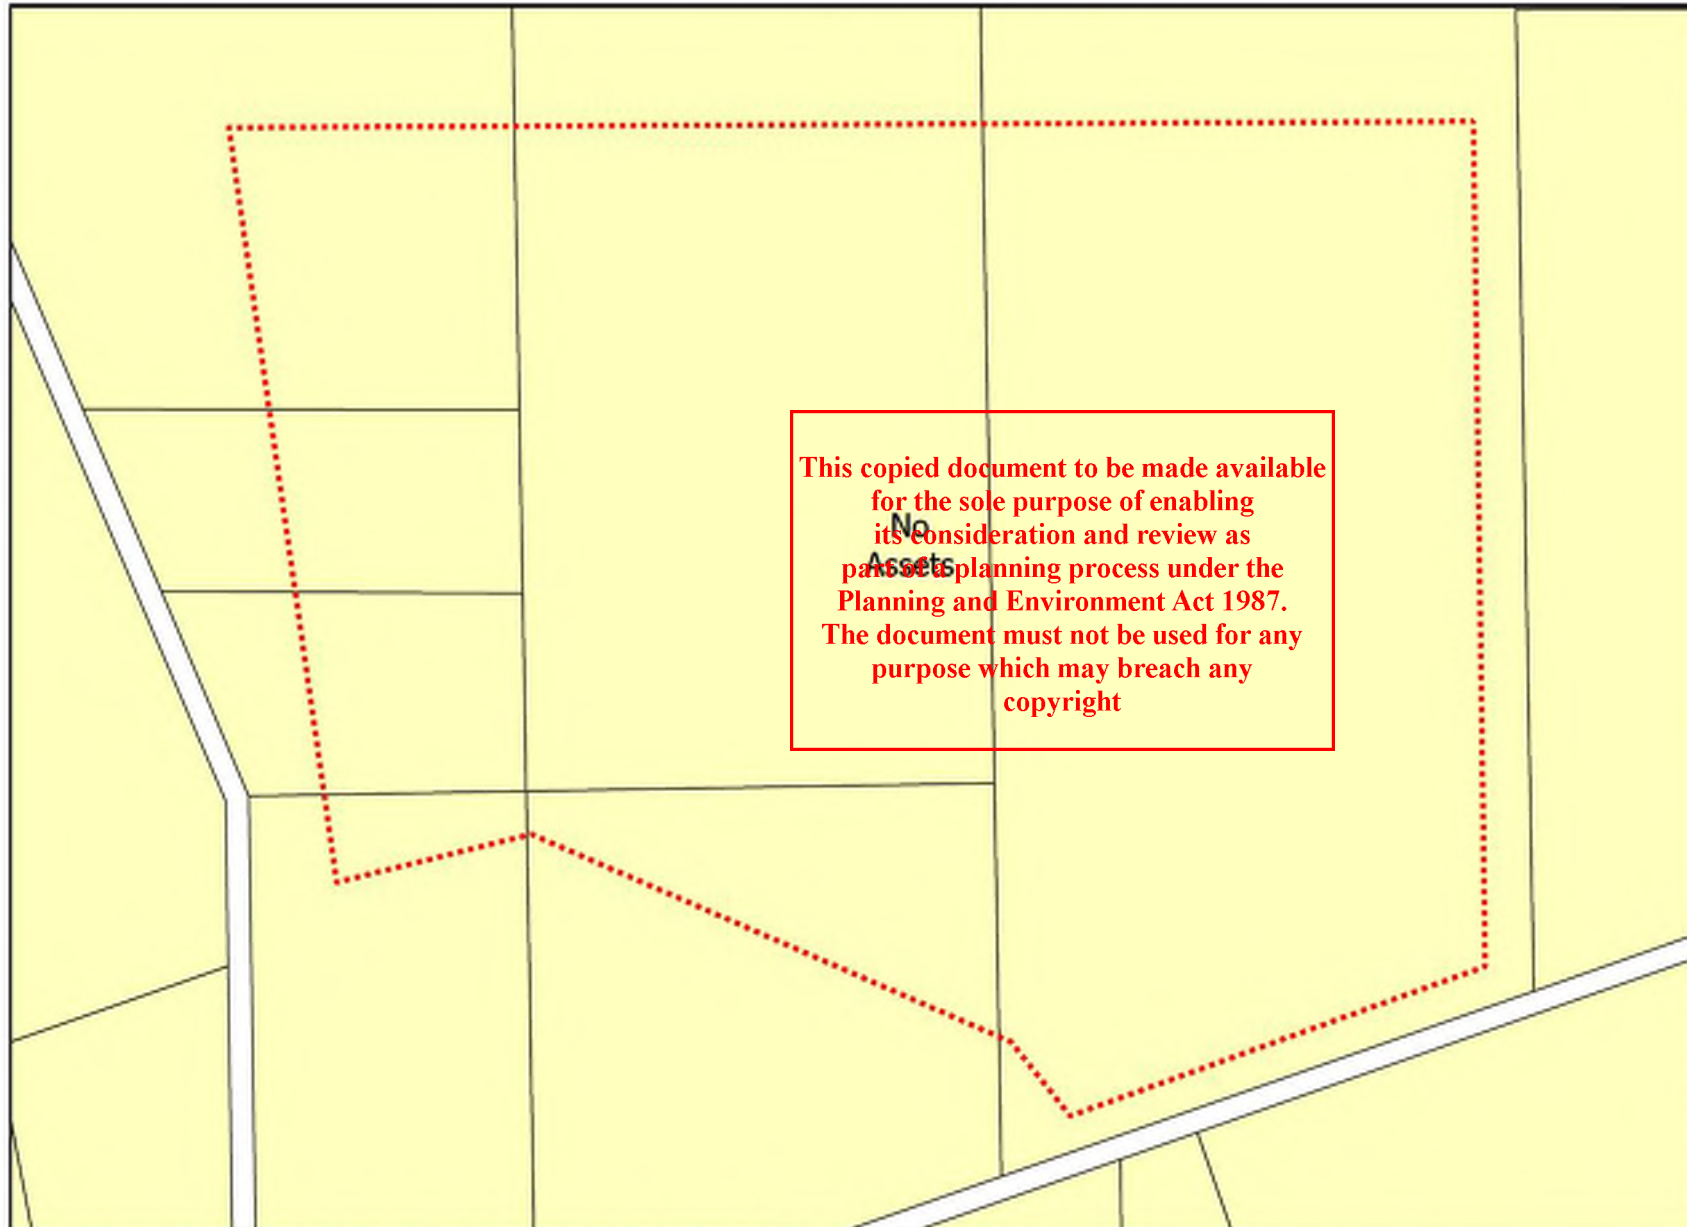 This copied document to be made available
for the sole purpose of enabling
its consideration and review as
part of a planning process under the
Planning and Environment Act 1987.
The document must not be used for any
purpose which may breach any
copyright
No
Assets